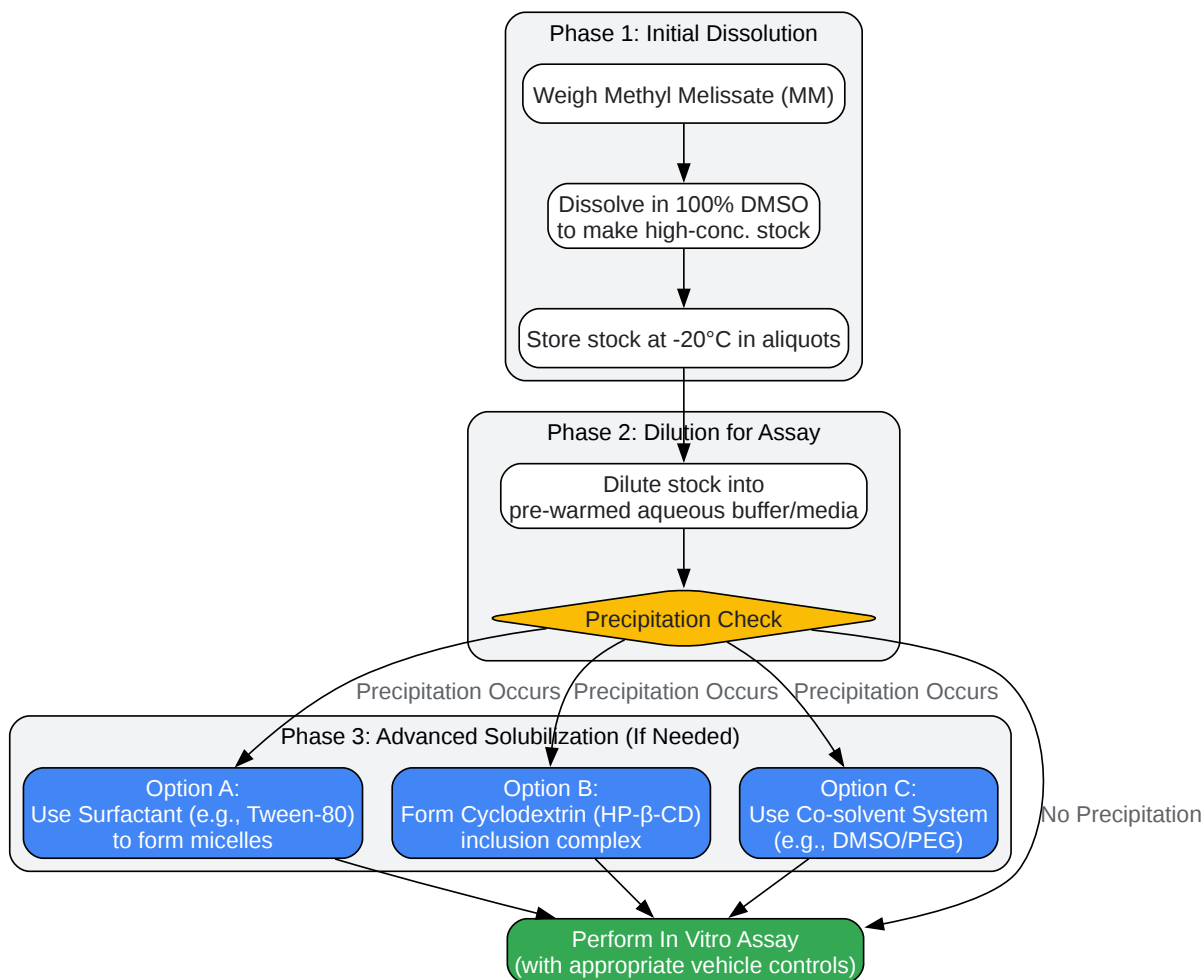 Phase 1: Initial Dissolution
Weigh Methyl Melissate (MM)
Dissolve in 100% DMSO
to make high-conc. stock
Store stock at -20°C in aliquots
Phase 2: Dilution for Assay
Dilute stock into
pre-warmed aqueous buffer/media
Precipitation Check
Precipitation Occurs
Precipitation Occurs
Precipitation Occurs
No Precipitation
Phase 3: Advanced Solubilization (If Needed)
Option A:
Use Surfactant (e.g., Tween-80)
to form micelles
Option B:
Form Cyclodextrin (HP-β-CD)
inclusion complex
Option C:
Use Co-solvent System
(e.g., DMSO/PEG)
Perform In Vitro Assay
(with appropriate vehicle controls)